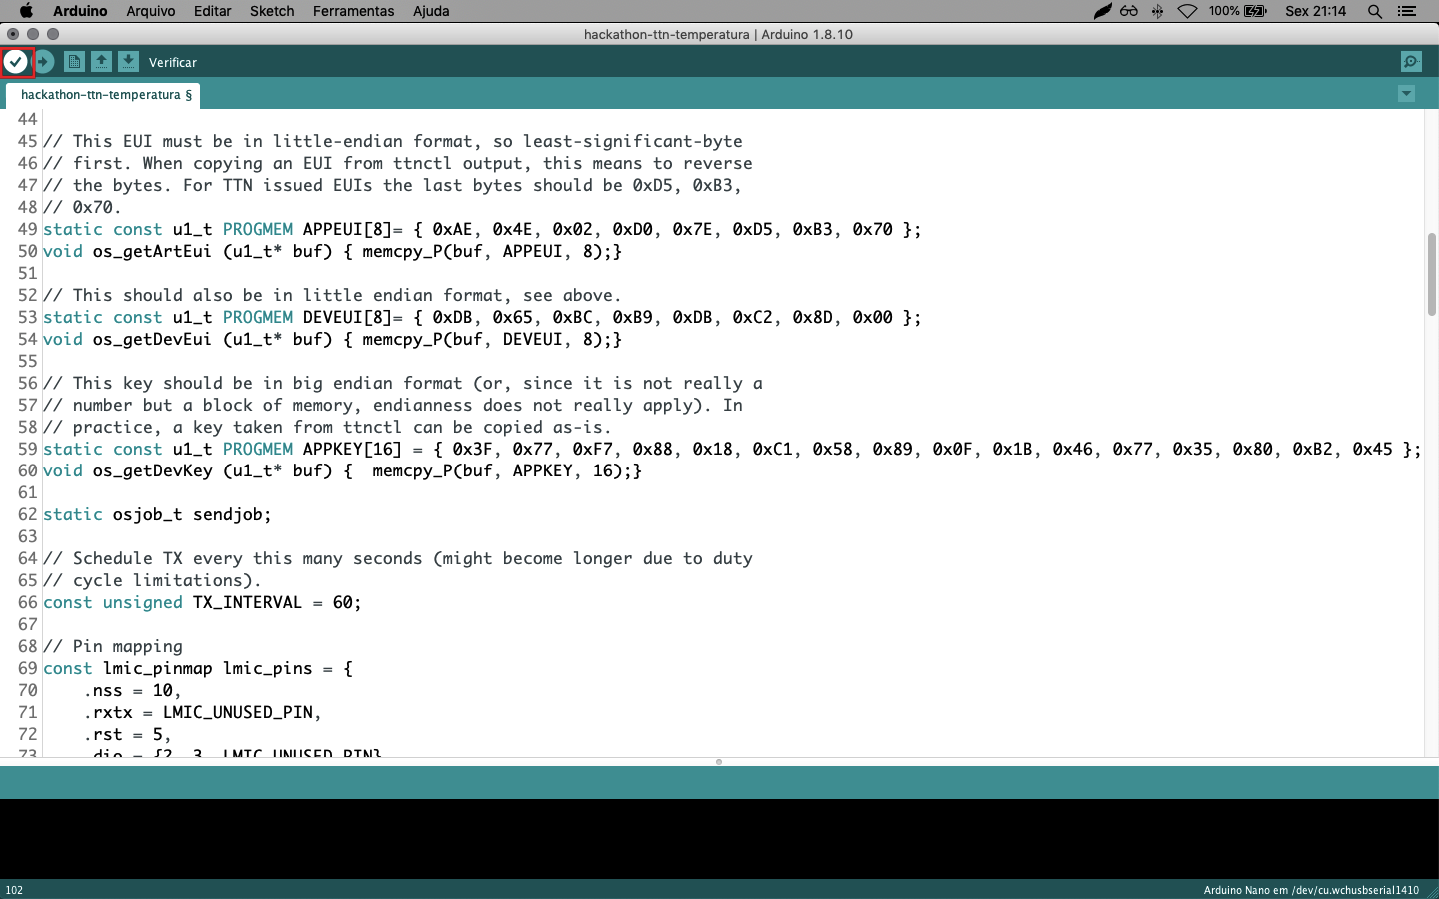 Arduino Arquivo Editar Sketch Ferramentas Ajuda 100% Sex 21:14
hackathon-ttn-temperatura | Arduino 1.8.10
Verificar
hackathon-ttn-temperatura §
44
45 // This EUI must be in little-endian format, so least-significant-byte
46 // first. When copying an EUI from ttnctl output, this means to reverse
47 // the bytes. For TTN issued EUIs the last bytes should be 0xD5, 0xB3,
48 // 0x70.
49 static const u1_t PROGMEM APPEUI[8]= { 0xAE, 0x4E, 0x02, 0xD0, 0x7E, 0xD5, 0xB3, 0x70 };
50 void os_getArtEui (u1_t* buf) { memcpy_P(buf, APPEUI, 8);}
51
52 // This should also be in little endian format, see above.
53 static const u1_t PROGMEM DEVEUI[8]= { 0xDB, 0x65, 0xBC, 0xB9, 0xDB, 0xC2, 0x8D, 0x00 };
54 void os_getDevEui (u1_t* buf) { memcpy_P(buf, DEVEUI, 8);}
55
56 // This key should be in big endian format (or, since it is not really a
57 // number but a block of memory, endianness does not really apply). In
58 // practice, a key taken from ttnctl can be copied as-is.
59 static const u1_t PROGMEM APPKEY[16] = { 0x3F, 0x77, 0xF7, 0x88, 0x18, 0xC1, 0x58, 0x89, 0x0F, 0x1B, 0x46, 0x77, 0x35, 0x80, 0xB2, 0x45 };
60 void os_getDevKey (u1_t* buf) {  memcpy_P(buf, APPKEY, 16);}
61
62 static osjob_t sendjob;
63
64 // Schedule TX every this many seconds (might become longer due to duty
65 // cycle limitations).
66 const unsigned TX_INTERVAL = 60;
67
68 // Pin mapping
69 const lmic_pinmap lmic_pins = {
70     .nss = 10,
71     .rxtx = LMIC_UNUSED_PIN,
72     .rst = 5,
73     .dio = {2, 3, LMIC_UNUSED_PIN}
102 Arduino Nano em /dev/cu.wchusbserial1410